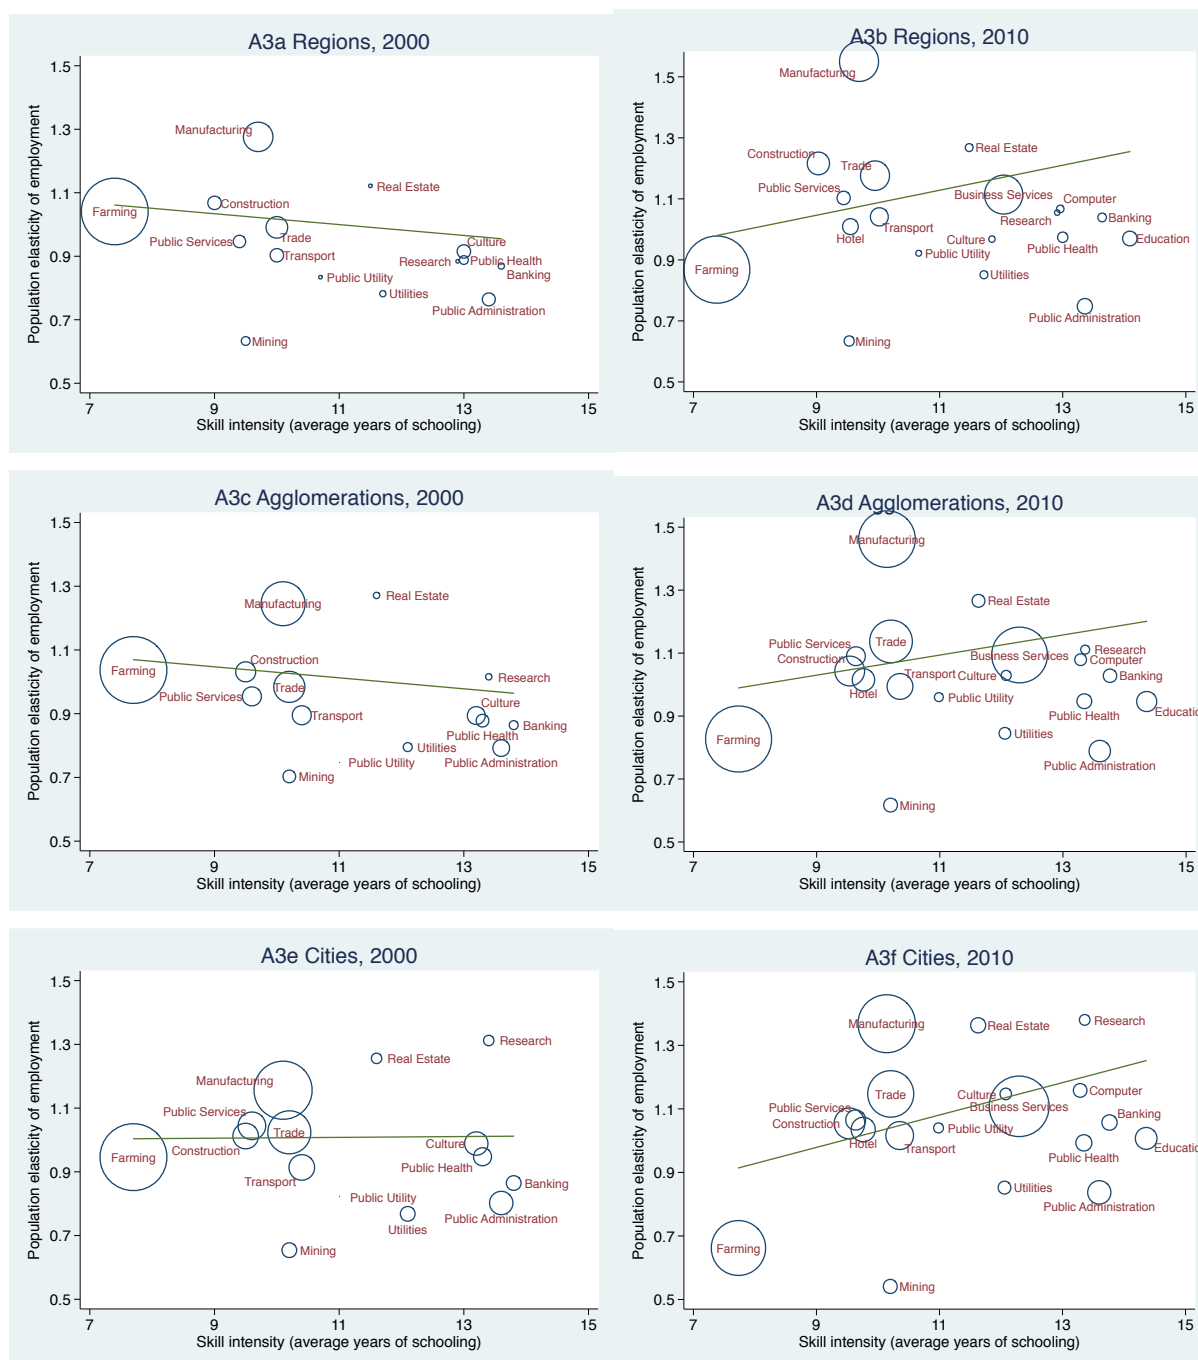 A3a Regions, 2000
Population elasticity of employment
1.5
1.3
1.1
0.9
0.7
0.5
Manufacturing
Real Estate
Farming
Construction
Public Services
Trade
Transport
Culture
Research
Public Health
Banking
Public Utility
Utilities
Public Administration
Mining
7 9 11 13 15
Skill intensity (average years of schooling)
A3b Regions, 2010
Population elasticity of employment
1.5
1.3
1.1
0.9
0.7
0.5
Manufacturing
Real Estate
Construction
Trade
Public Services
Business Services
Computer
Research
Banking
Transport
Hotel
Culture
Education
Public Health
Public Utility
Farming
Utilities
Public Administration
Mining
7 9 11 13 15
Skill intensity (average years of schooling)
A3c Agglomerations, 2000
Population elasticity of employment
1.5
1.3
1.1
0.9
0.7
0.5
Real Estate
Manufacturing
Construction
Farming
Research
Trade
Public Services
Culture
Transport
Banking
Public Health
Utilities
Public Utility
Public Administration
Mining
7 9 11 13 15
Skill intensity (average years of schooling)
A3d Agglomerations, 2010
Population elasticity of employment
1.5
1.3
1.1
0.9
0.7
0.5
Manufacturing
Real Estate
Public Services
Trade
Construction
Business Services
Research
Computer
Transport
Culture
Banking
Hotel
Public Utility
Public Health
Educatio
Farming
Utilities
Public Administration
Mining
7 9 11 13 15
Skill intensity (average years of schooling)
A3e Cities, 2000
Population elasticity of employment
1.5
1.3
1.1
0.9
0.7
0.5
Research
Real Estate
Manufacturing
Public Services
Trade
Construction
Culture
Farming
Public Health
Transport
Banking
Public Utility
Public Administration
Utilities
Mining
7 9 11 13 15
Skill intensity (average years of schooling)
A3f Cities, 2010
Population elasticity of employment
1.5
1.3
1.1
0.9
0.7
0.5
Manufacturing
Real Estate
Research
Trade
Culture
Computer
Public Services
Business Services
Construction
Banking
Public Utility
Hotel
Transport
Educatio
Public Health
Utilities
Public Administration
Farming
Mining
7 9 11 13 15
Skill intensity (average years of schooling)